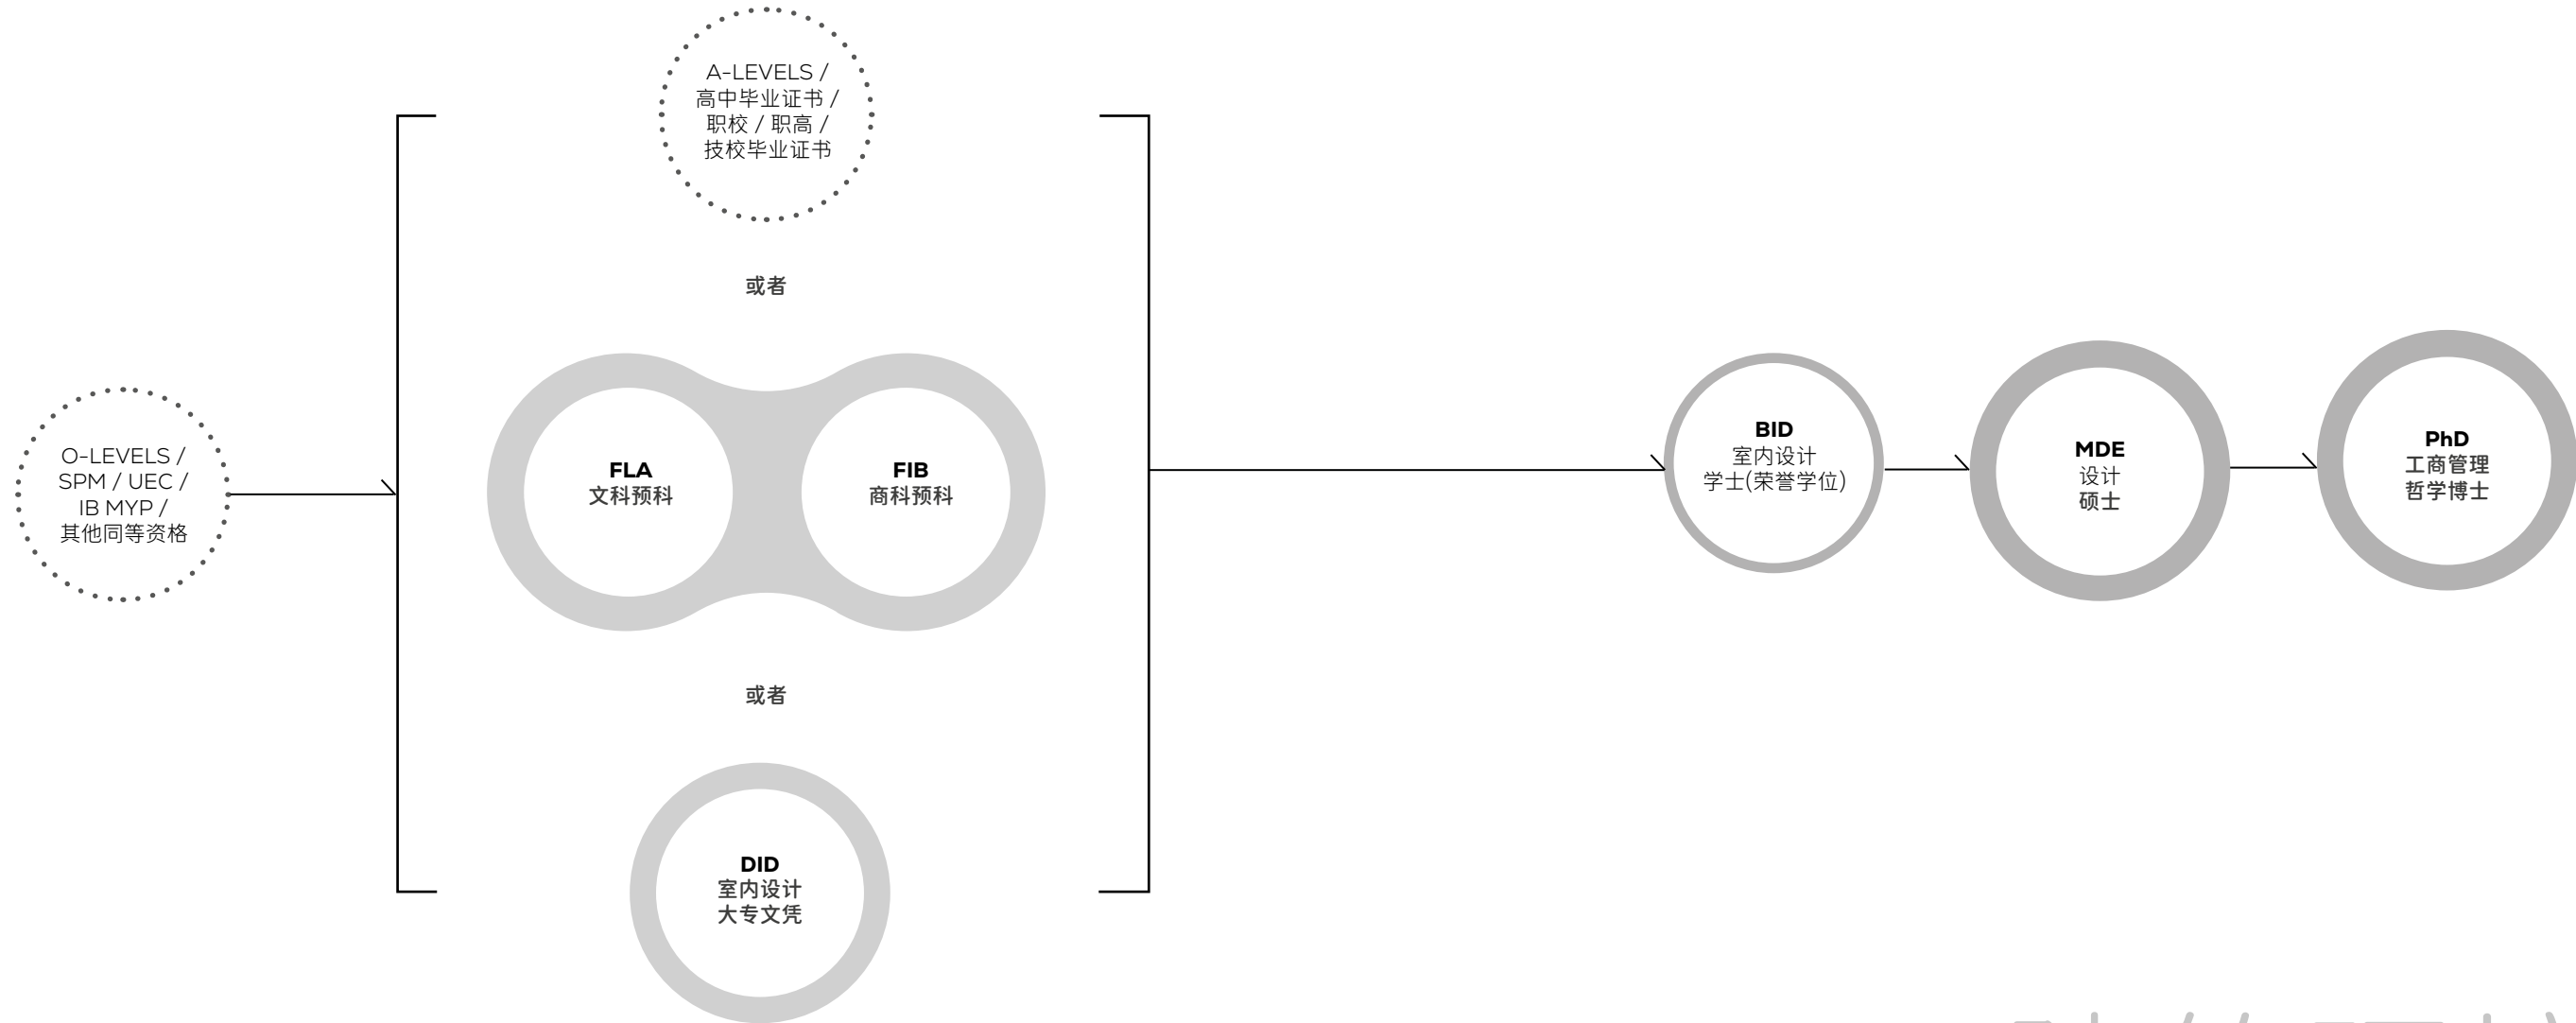 A-LEVELS /
高中毕业证书 /
职校 / 职高 /
技校毕业证书
或者
O-LEVELS /
SPM / UEC /
IB MYP /
其他同等资格
FLA
文科预科
FIB
商科预科
或者
DID
室内设计
大专文凭
BID
室内设计
学士(荣誉学位)
MDE
设计
硕士
PhD
工商管理
哲学博士